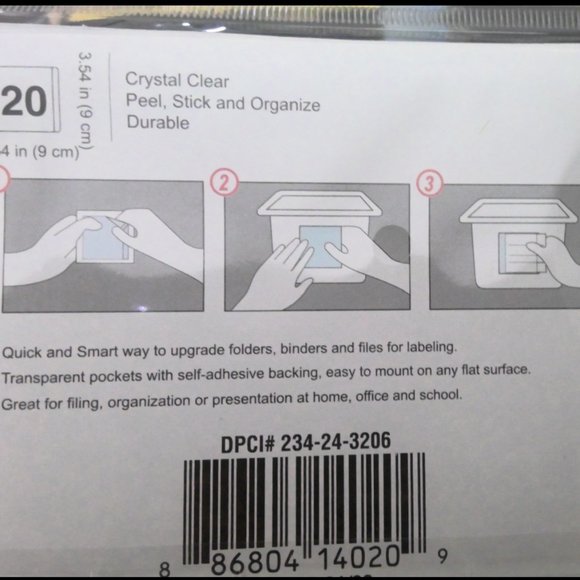 20
3.54 in (9 cm)
4 in (9 cm)
Crystal Clear
Peel, Stick and Organize
Durable
2
3
Quick and Smart way to upgrade folders, binders and files for labeling.
Transparent pockets with self-adhesive backing, easy to mount on any flat surface.
Great for filing, organization or presentation at home, office and school.
DPCI# 234-24-3206
8 86804 14020 9